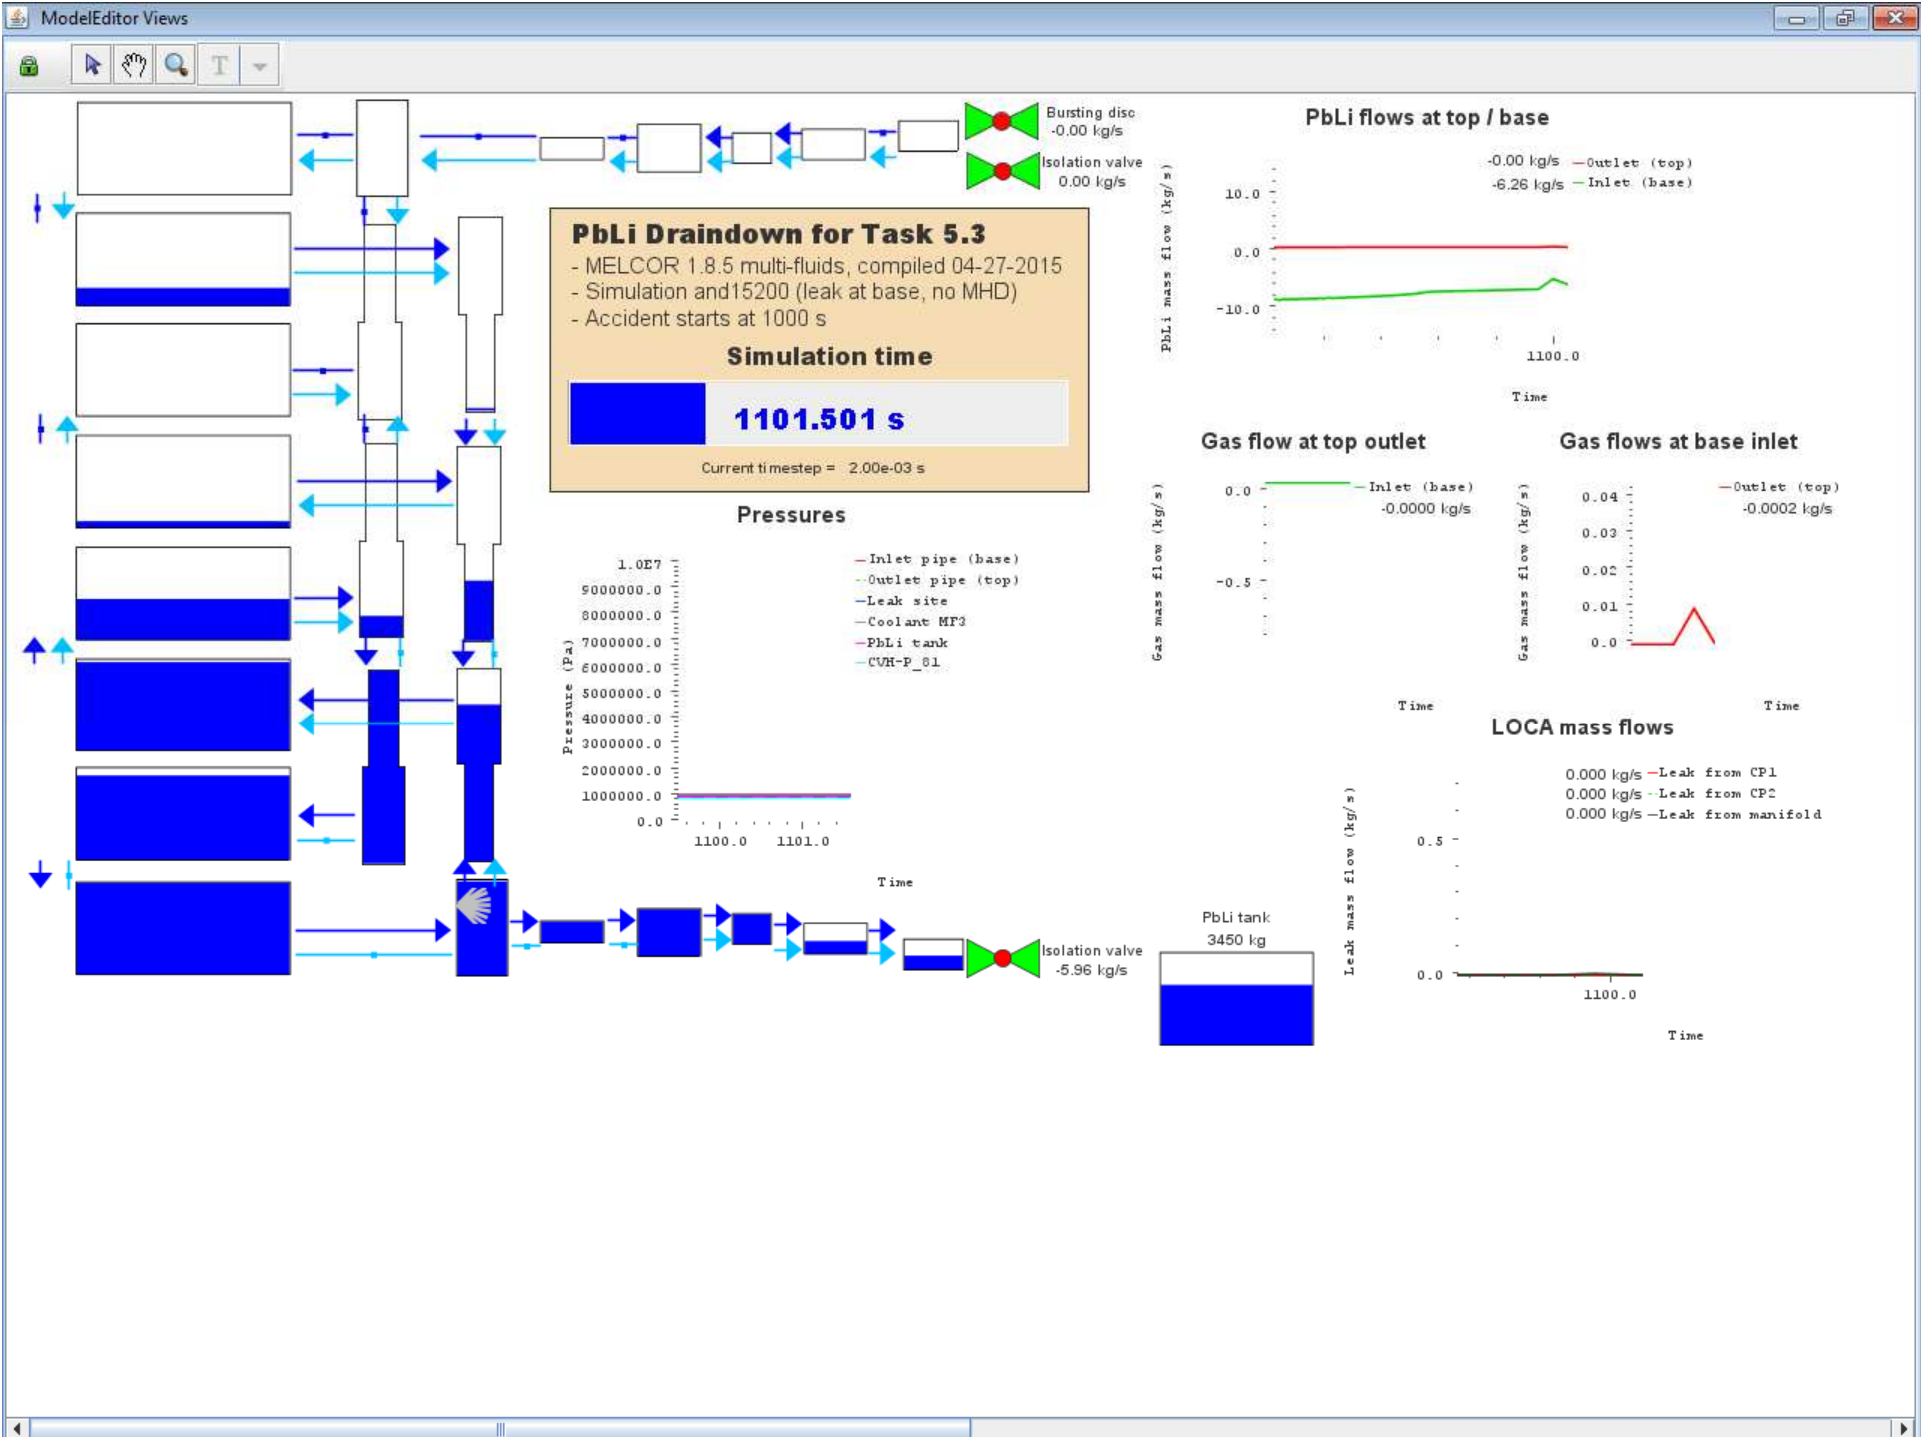 ModelEditor Views
T
Bursting disc
-0.00 kg/s
Isolation valve
0.00 kg/s
PbLi Draindown for Task 5.3
- MELCOR 1.8.5 multi-fluids, compiled 04-27-2015
- Simulation and15200 (leak at base, no MHD)
- Accident starts at 1000 s
Simulation time
1101.501 s
Current timestep = 2.00e-03 s
PbLi flows at top / base
-0.00 kg/s Outlet (top)
-6.26 kg/s Inlet (base)
PbLi mass flow (kg/s)
10.0
0.0
-10.0
1100.0
Time
Gas flow at top outlet
Inlet (base)
-0.0000 kg/s
Gas mass flow (kg/s)
0.0
-0.5
Time
Gas flows at base inlet
Outlet (top)
-0.0002 kg/s
Gas mass flow (kg/s)
0.04
0.03
0.02
0.01
0.0
Time
Pressures
Inlet pipe (base)
Outlet pipe (top)
Leak site
Coolant MF3
PbLi tank
CVH-P_81
Pressure (Pa)
1.0E7
9000000.0
8000000.0
7000000.0
6000000.0
5000000.0
4000000.0
3000000.0
2000000.0
1000000.0
0.0
1100.0 1101.0
Time
LOCA mass flows
0.000 kg/s Leak from CP1
0.000 kg/s Leak from CP2
0.000 kg/s Leak from manifold
Leak mass flow (kg/s)
0.5
0.0
1100.0
Time
Isolation valve
-5.96 kg/s
PbLi tank
3450 kg